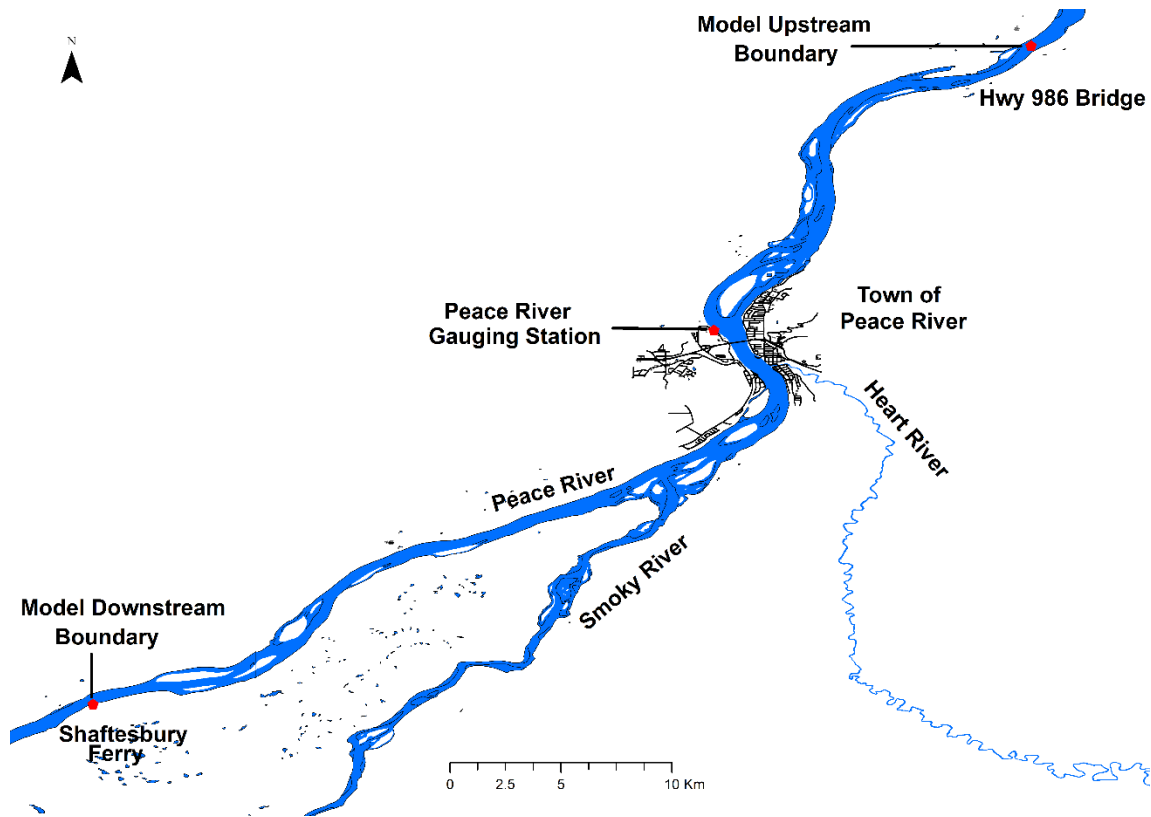 N
Model Upstream
Boundary
Hwy 986 Bridge
Peace River
Gauging Station
Town of
Peace River
Heart River
Peace River
Smoky River
Model Downstream
Boundary
Shaftesbury
Ferry
0 2.5 5 10 Km